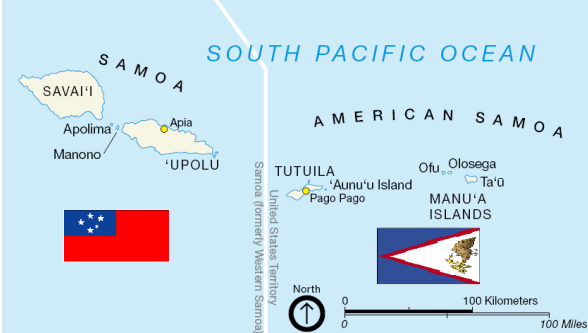 SOUTH PACIFIC OCEAN
SAMOA
SAVAI'I
Apolima
Apia
Manono
'UPOLU
AMERICAN SAMOA
TUTUILA
'Aunu'u Island
Pago Pago
Ofu
Olosega
Ta'ū
MANU'A
ISLANDS
United States Territory
Samoa (formerly Western Samoa)
North
0 100 Kilometers
0 100 Miles